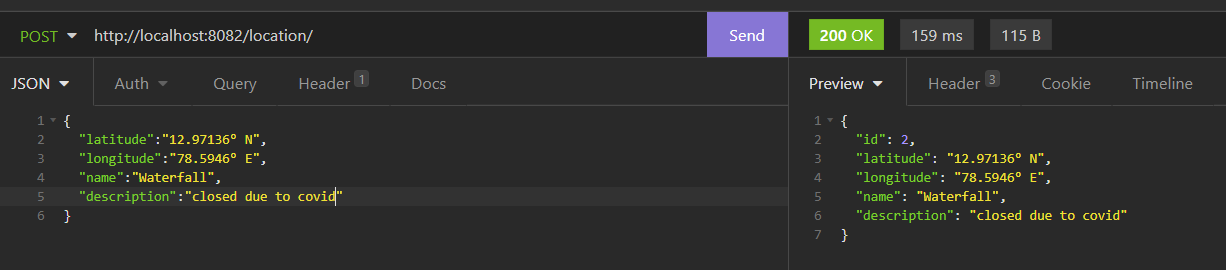 POST http://localhost:8082/location/ Send 200 OK 159 ms 115 B
JSON Auth Query Header 1 Docs Preview Header 3 Cookie Timeline
1 {
2 "latitude":"12.97136° N",
3 "longitude":"78.5946° E",
4 "name":"Waterfall",
5 "description":"closed due to covid"
6 }
1 {
2 "id": 2,
3 "latitude": "12.97136° N",
4 "longitude": "78.5946° E",
5 "name": "Waterfall",
6 "description": "closed due to covid"
7 }